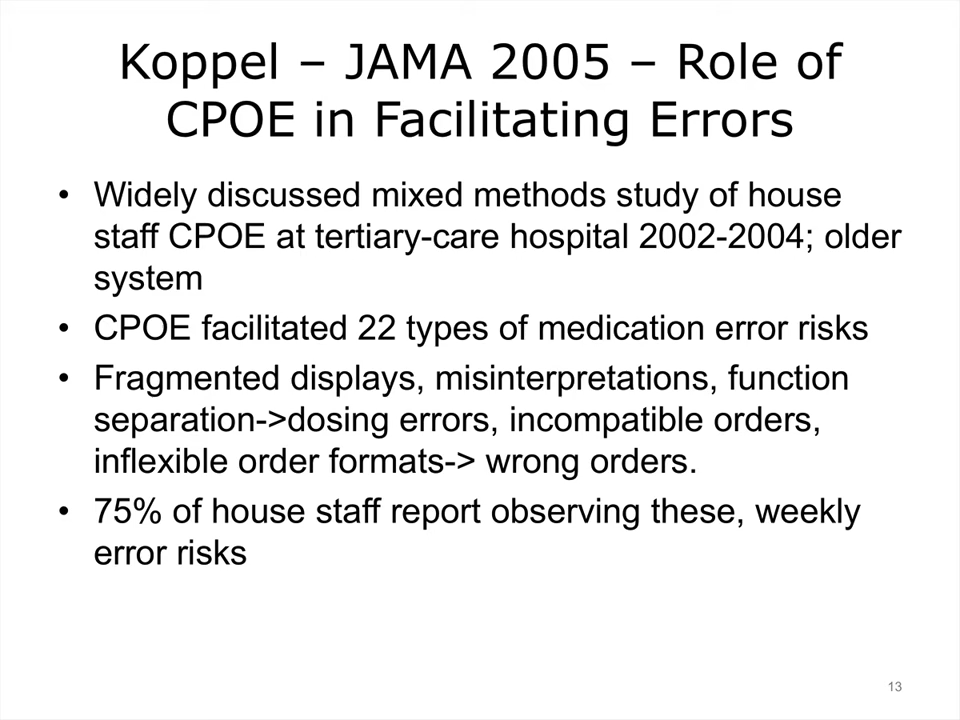 Koppel – JAMA 2005 – Role of
CPOE in Facilitating Errors
• Widely discussed mixed methods study of house
staff CPOE at tertiary-care hospital 2002-2004; older
system
• CPOE facilitated 22 types of medication error risks
• Fragmented displays, misinterpretations, function
separation->dosing errors, incompatible orders,
inflexible order formats-> wrong orders.
• 75% of house staff report observing these, weekly
error risks
13